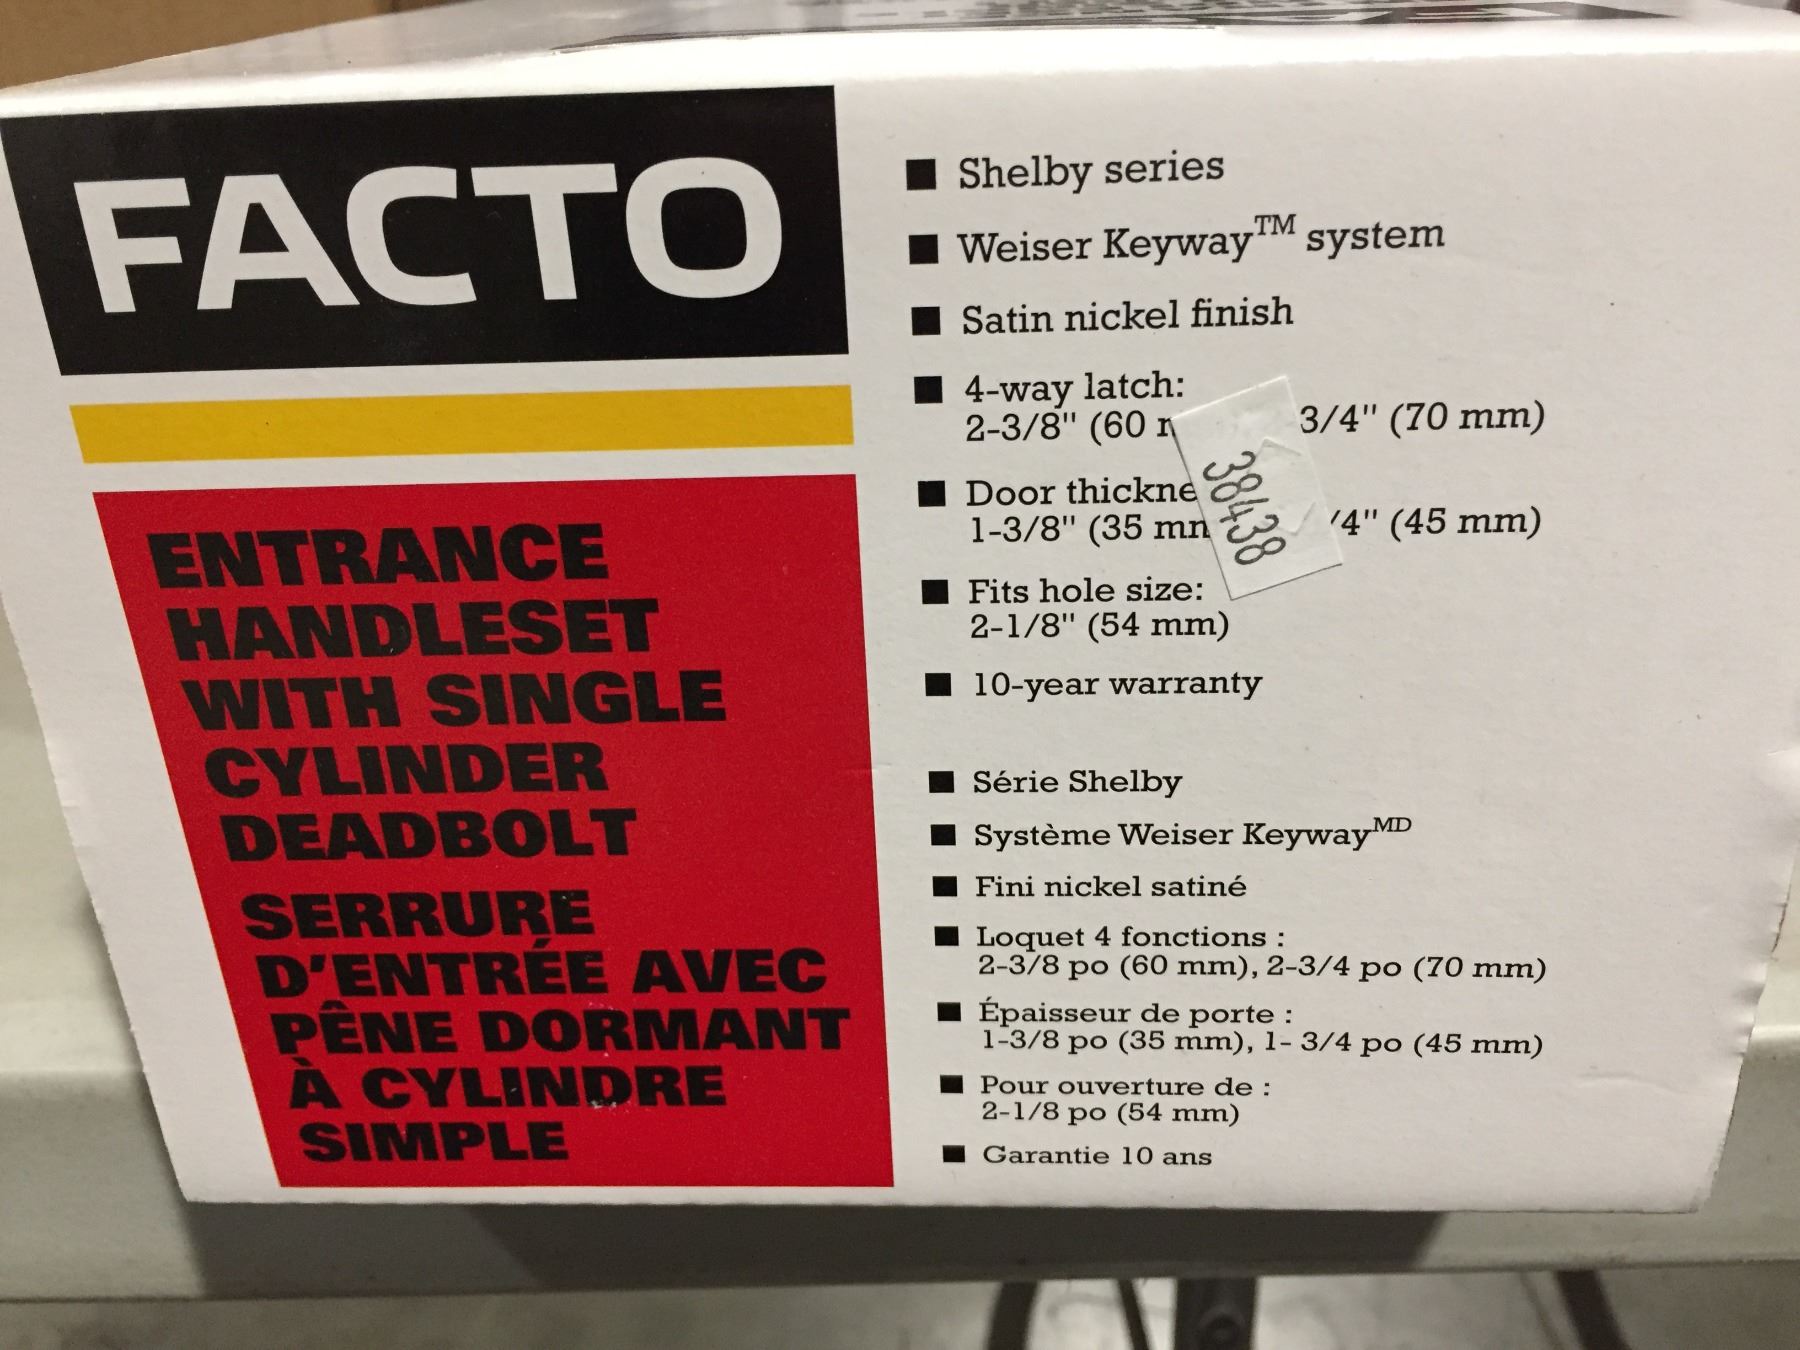 FACTO
ENTRANCE
HANDLESET
WITH SINGLE
CYLINDER
DEADBOLT
SERRURE
D'ENTRÉE AVEC
PÊNE DORMANT
À CYLINDRE
SIMPLE
■ Shelby series
■ Weiser Keyway™ system
■ Satin nickel finish
■ 4-way latch:
2-3/8" (60 3/4" (70 mm)
■ Door
1-3/8" (35 4" (45 mm)
38438
■ Fits hole size:
2-1/8" (54 mm)
■ 10-year warranty
■ Série Shelby
■ Système Weiser Keyway MD
■ Fini nickel satiné
■ Loquet 4 fonctions :
2-3/8 po (60 mm), 2-3/4 po (70 mm)
■ Épaisseur de porte :
1-3/8 po (35 mm), 1- 3/4 po (45 mm)
■ Pour ouverture de :
2-1/8 po (54 mm)
■ Garantie 10 ans